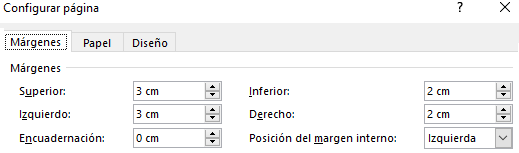 Configurar página ? ×
Márgenes Papel Diseño
Márgenes
Superior: 3 cm Inferior: 2 cm
Izquierdo: 3 cm Derecho: 2 cm
Encuadernación: 0 cm Posición del margen interno: Izquierda